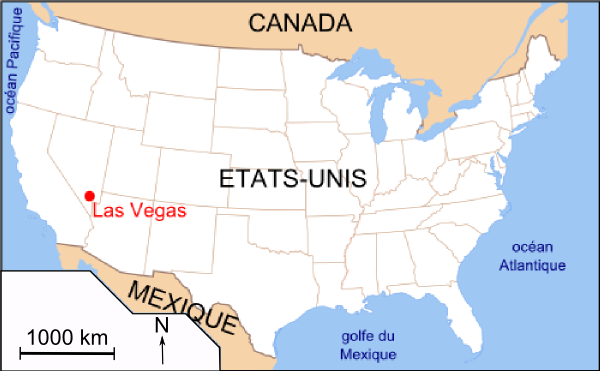 CANADA
océan Pacifique
ETATS-UNIS
Las Vegas
océan
Atlantique
MEXIQUE
golfe du
Mexique
N
1000 km